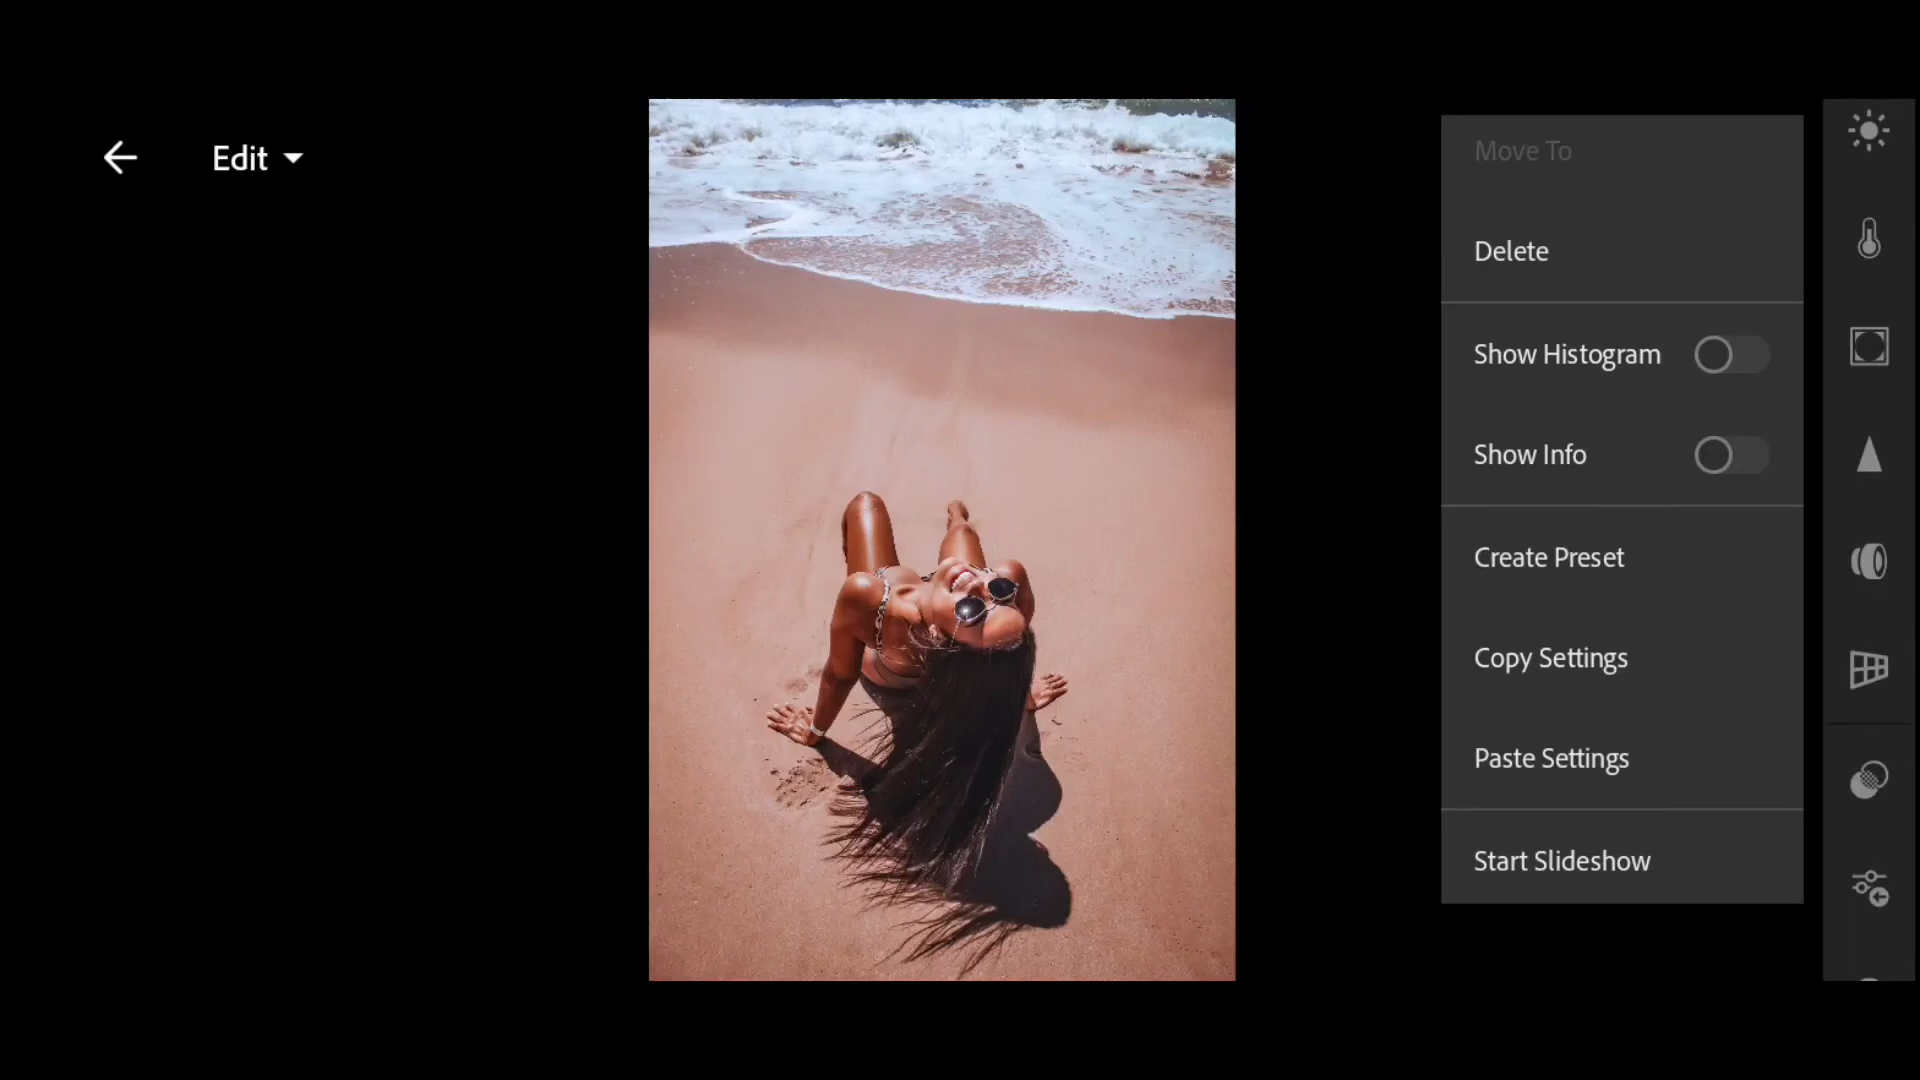 Edit
Move To
Delete
Show Histogram
Show Info
Create Preset
Copy Settings
Paste Settings
Start Slideshow